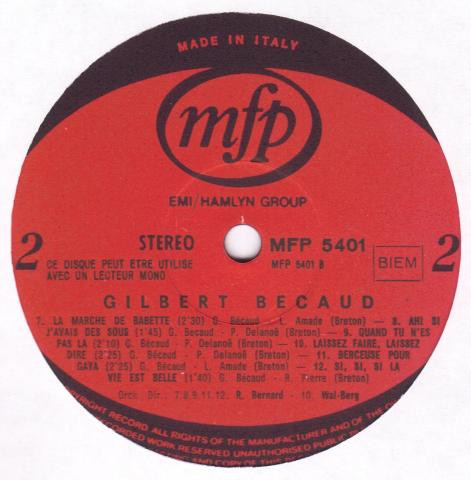 MADE IN ITALY
mfp
EMI/HAMLYN GROUP
2 STEREO MFP 5401 2
CE DISQUE PEUT ETRE UTILISE MFP 5401 B BIEM
AVEC UN LECTEUR MONO
GILBERT BECAUD
7. LA MARCHE DE BABETTE (2'30) G. Bécaud - L. Amade (Breton) — 8. AH! SI
J'AVAIS DES SOUS (1'45) G. Bécaud - P. Delanoë (Breton) — 9. QUAND TU N'ES
PAS LA (2'10) G. Bécaud - P. Delanoë (Breton) — 10. LAISSEZ FAIRE, LAISSEZ
DIRE (2'25) G. Bécaud - P. Delanoë (Breton) — 11. BERCEUSE POUR
GAYA (2'25) G. Bécaud - L. Amade (Breton) — 12. SI, SI, SI LA
VIE EST BELLE (1'40) G. Bécaud - R. Pierre (Breton)
Orch. Dir.: 7.8.9.11.12. R. Bernard - 10. Wal-Berg
COPYRIGHT RECORD ALL RIGHTS OF THE MANUFACTURER AND OF THE
RECORDED WORK RESERVED UNAUTHORISED PUBLIC
AND COPY OF THIS